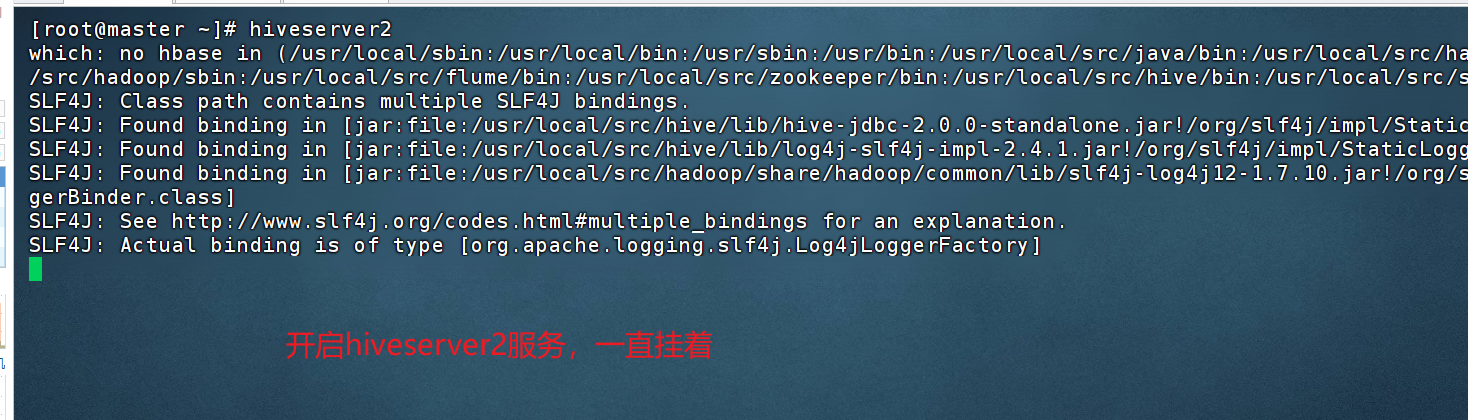 [root@master ~]# hiveserver2
which: no hbase in (/usr/local/sbin:/usr/local/bin:/usr/sbin:/usr/bin:/usr/local/src/java/bin:/usr/local/src/ha
/src/hadoop/sbin:/usr/local/src/flume/bin:/usr/local/src/zookeeper/bin:/usr/local/src/hive/bin:/usr/local/src/s
SLF4J: Class path contains multiple SLF4J bindings.
SLF4J: Found binding in [jar:file:/usr/local/src/hive/lib/hive-jdbc-2.0.0-standalone.jar!/org/slf4j/impl/Static
SLF4J: Found binding in [jar:file:/usr/local/src/hive/lib/log4j-slf4j-impl-2.4.1.jar!/org/slf4j/impl/StaticLogg
SLF4J: Found binding in [jar:file:/usr/local/src/hadoop/share/hadoop/common/lib/slf4j-log4j12-1.7.10.jar!/org/s
gerBinder.class]
SLF4J: See http://www.slf4j.org/codes.html#multiple_bindings for an explanation.
SLF4J: Actual binding is of type [org.apache.logging.slf4j.Log4jLoggerFactory]
开启hiveserver2服务，一直挂着